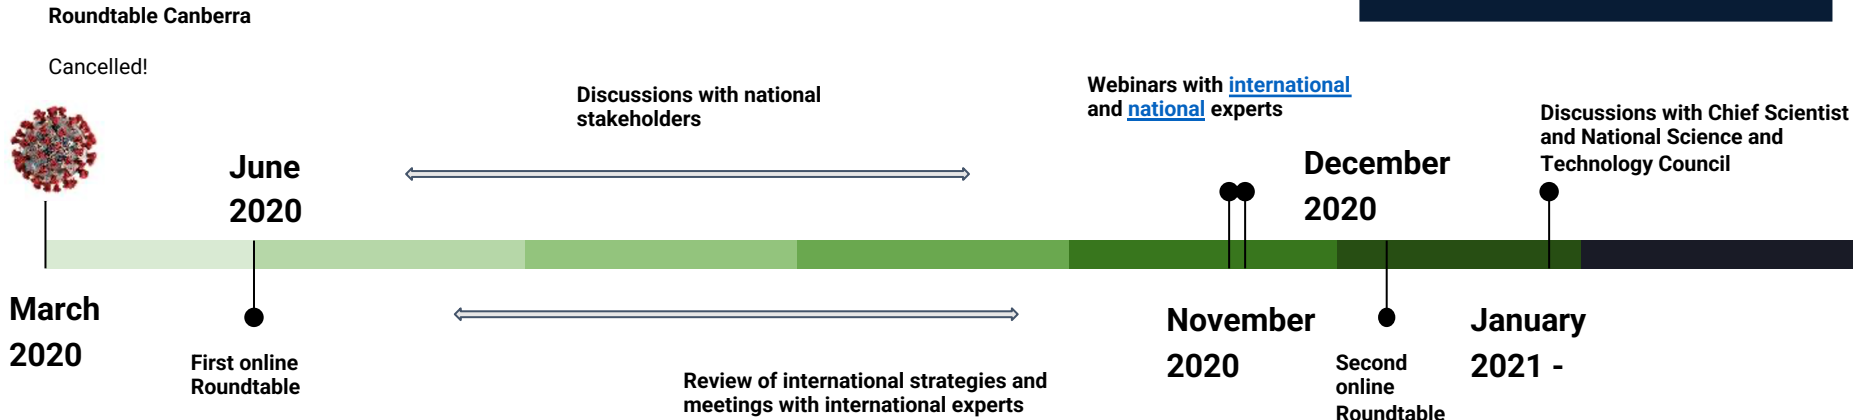 Roundtable Canberra
Cancelled!
March
2020
June
2020
First online
Roundtable
Discussions with national
stakeholders
Review of international strategies and
meetings with international experts
Webinars with international
and national experts
November
2020
December
2020
Second
online
Roundtable
Discussions with Chief Scientist
and National Science and
Technology Council
January
2021 -